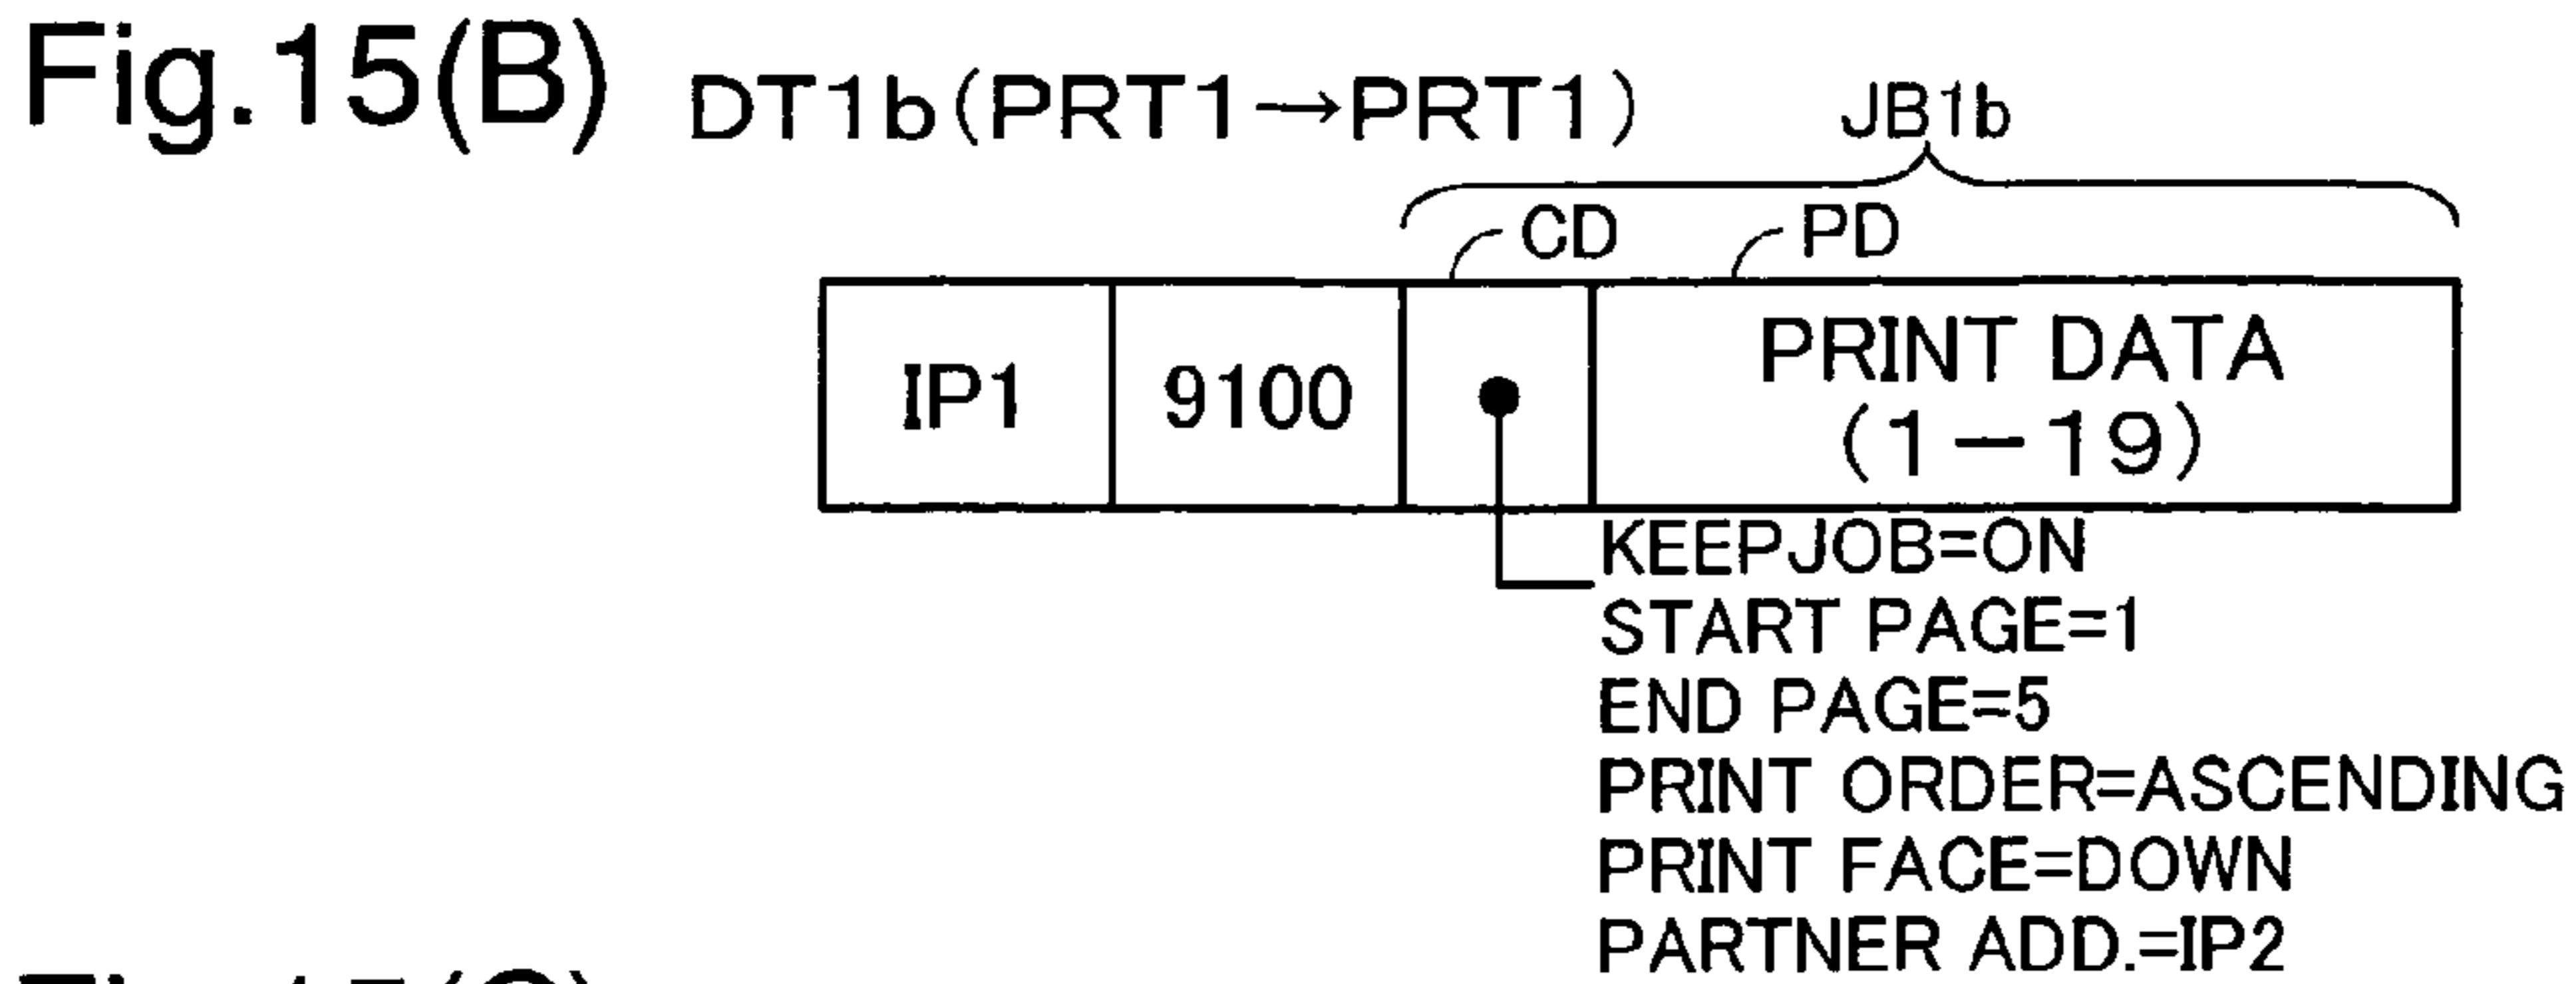 Fig.15(B) DT1b(PRT1→PRT1)
JB1b
CD PD
IP1 9100 PRINT DATA
(1－19)
KEEPJOB=ON
START PAGE=1
END PAGE=5
PRINT ORDER=ASCENDING
PRINT FACE=DOWN
PARTNER ADD.=IP2